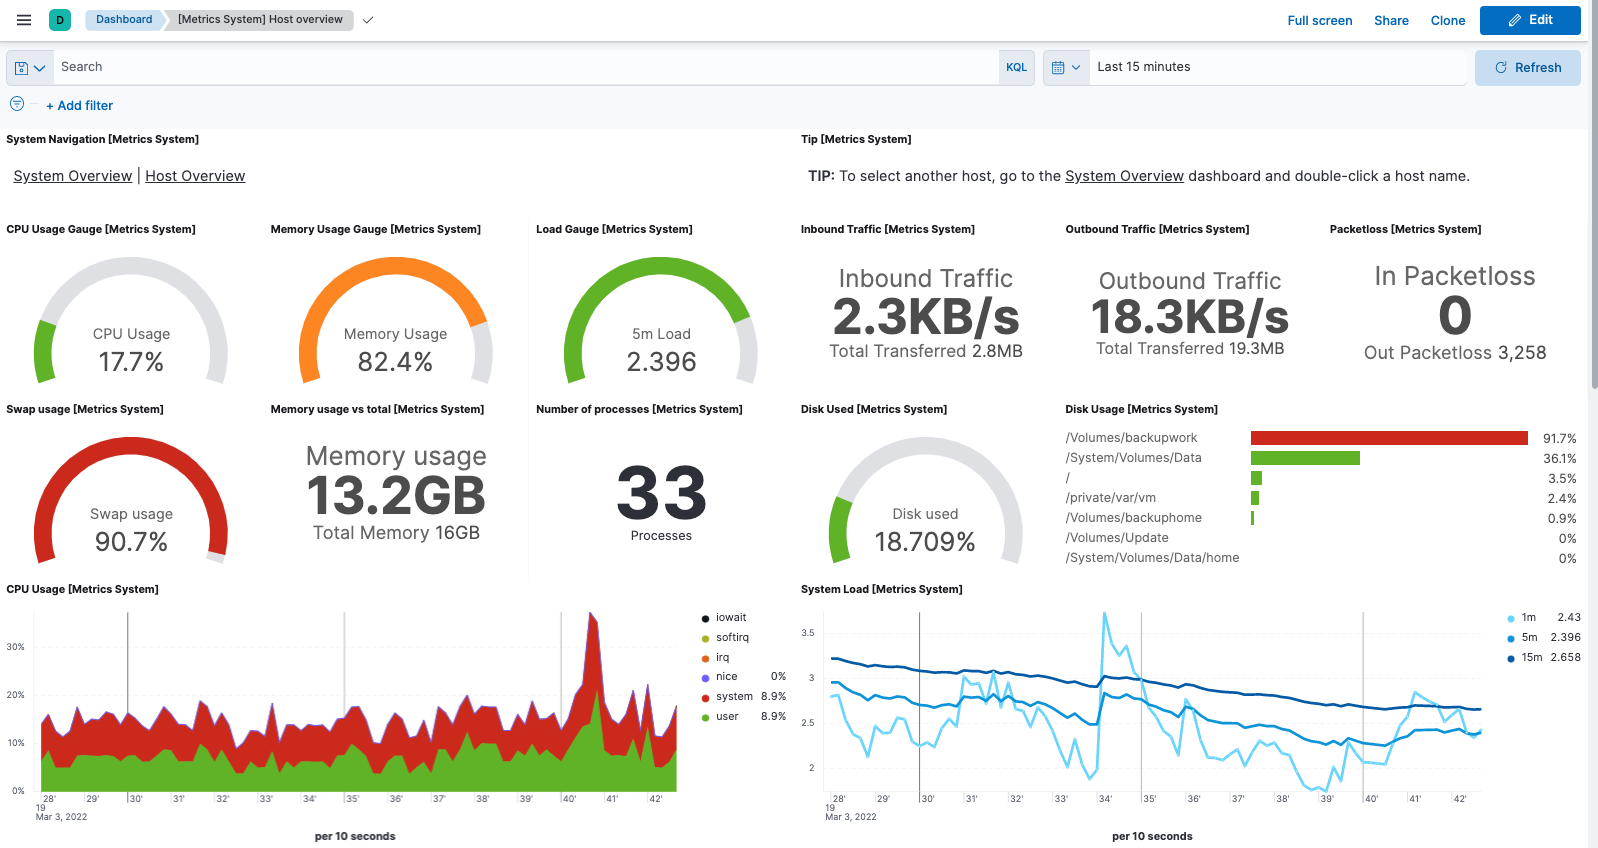 D Dashboard [Metrics System] Host overview Full screen Share Clone Edit
Search KQL Last 15 minutes Refresh
+ Add filter
System Navigation [Metrics System]
System Overview | Host Overview
Tip [Metrics System]
TIP: To select another host, go to the System Overview dashboard and double-click a host name.
CPU Usage Gauge [Metrics System]
CPU Usage
17.7%
Memory Usage Gauge [Metrics System]
Memory Usage
82.4%
Load Gauge [Metrics System]
5m Load
2.396
Inbound Traffic [Metrics System]
Inbound Traffic
2.3KB/s
Total Transferred 2.8MB
Outbound Traffic [Metrics System]
Outbound Traffic
18.3KB/s
Total Transferred 19.3MB
Packetloss [Metrics System]
In Packetloss
0
Out Packetloss 3,258
Swap usage [Metrics System]
Swap usage
90.7%
Memory usage vs total [Metrics System]
Memory usage
13.2GB
Total Memory 16GB
Number of processes [Metrics System]
33
Processes
Disk Used [Metrics System]
Disk used
18.709%
Disk Usage [Metrics System]
/Volumes/backupwork 91.7%
/System/Volumes/Data 36.1%
/ 3.5%
/private/var/vm 2.4%
/Volumes/backuphome 0.9%
/Volumes/Update 0%
/System/Volumes/Data/home 0%
CPU Usage [Metrics System]
30%
20%
10%
0%
28' 29' 30' 31' 32' 33' 34' 35' 36' 37' 38' 39' 40' 41' 42'
19
Mar 3, 2022
per 10 seconds
iowait
softirq
irq
nice 0%
system 8.9%
user 8.9%
System Load [Metrics System]
3.5
3
2.5
2
28' 29' 30' 31' 32' 33' 34' 35' 36' 37' 38' 39' 40' 41' 42'
19
Mar 3, 2022
per 10 seconds
1m 2.43
5m 2.396
15m 2.658